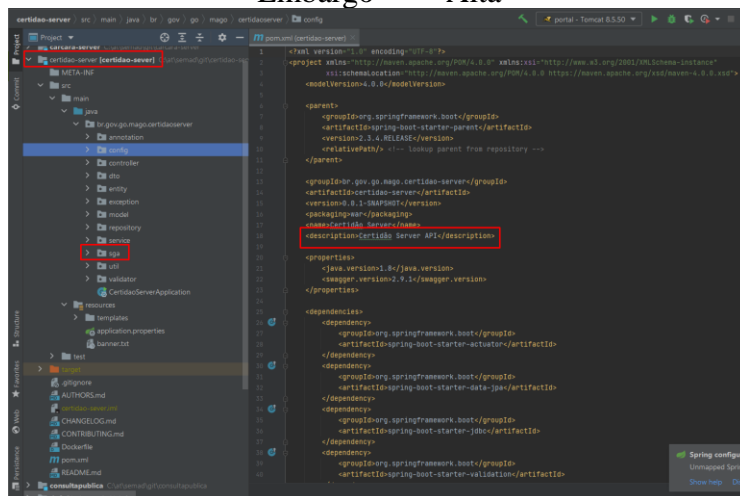 Embargo Alta
certidao-server src main java br gov go mago certidaoserver config
portal - Tomcat 8.5.50
Project
pom.xml (certidao-server)
certidao-server [certidao-sever]
META-INF
src
main
java
br.gov.go.mago.certidaoserver
annotation
config
controller
dto
entity
exception
model
repository
service
sga
util
validator
CertidaoServerApplication
resources
templates
application.properties
banner.txt
test
target
.gitignore
AUTHORS.md
certidao-sever.iml
CHANGELOG.md
CONTRIBUTING.md
Dockerfile
pom.xml
README.md
consultapublica
Project
Commit
Structure
Favorites
Web
Persistence
1 <?xml version="1.0" encoding="UTF-8"?>
<project xmlns="http://maven.apache.org/POM/4.0.0" xmlns:xsi="http://www.w3.org/2001/XMLSchema-instance"
xsi:schemaLocation="http://maven.apache.org/POM/4.0.0 https://maven.apache.org/xsd/maven-4.0.0.xsd">
<modelVersion>4.0.0</modelVersion>
<parent>
<groupId>org.springframework.boot</groupId>
<artifactId>spring-boot-starter-parent</artifactId>
<version>2.3.4.RELEASE</version>
<relativePath/> <!-- lookup parent from repository -->
</parent>
<groupId>br.gov.go.mago.certidao-server</groupId>
<artifactId>certidao-server</artifactId>
<version>0.0.1-SNAPSHOT</version>
<packaging>war</packaging>
<name>Certidão Server</name>
<description>Certidão Server API</description>
<properties>
<java.version>1.8</java.version>
<swagger.version>2.9.1</swagger.version>
</properties>
<dependencies>
<dependency>
<groupId>org.springframework.boot</groupId>
<artifactId>spring-boot-starter-actuator</artifactId>
</dependency>
<dependency>
<groupId>org.springframework.boot</groupId>
<artifactId>spring-boot-starter-data-jpa</artifactId>
</dependency>
<dependency>
<groupId>org.springframework.boot</groupId>
<artifactId>spring-boot-starter-jdbc</artifactId>
</dependency>
<dependency>
<groupId>org.springframework.boot</groupId>
<artifactId>spring-boot-starter-validation</artifactId>
Spring configu
Unmapped Spri
Show help Di